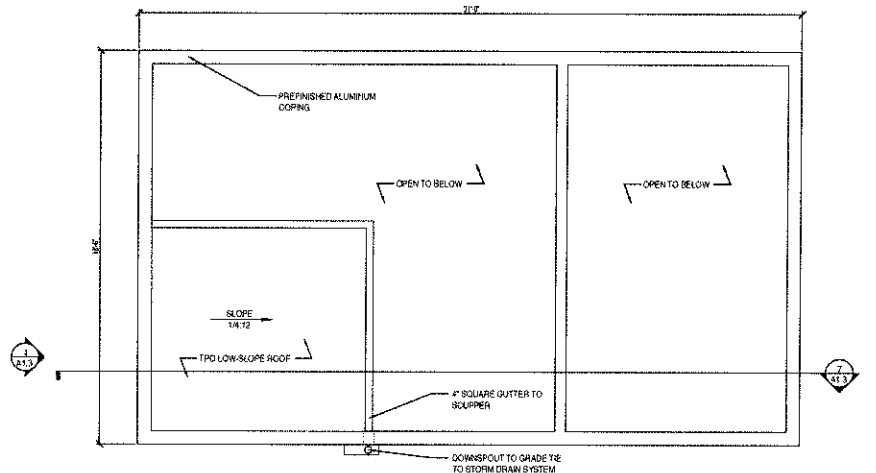 PREFINISHED ALUMINUM
COPING
OPEN TO BELOW
OPEN TO BELOW
SLOPE
1/4:12
TPO LOW-SLOPE ROOF
A1.3
7
A1.3
4" SQUARE GUTTER TO
SCUPPER
DOWNSPOUT TO GRADE TIE
TO STORM DRAIN SYSTEM